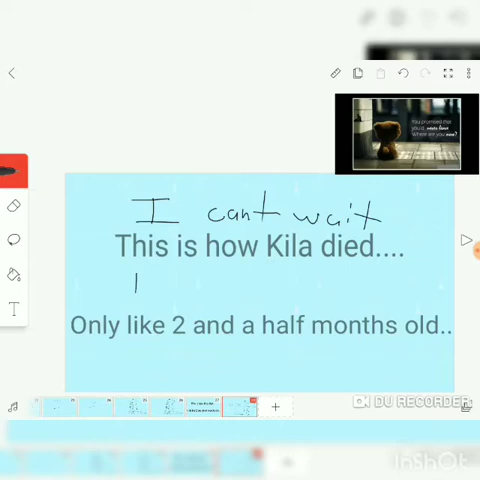 You promised that
you'd never leave
Where are you now?
I cant wait
This is how Kila died....
Only like 2 and a half months old..
T
DU RECORDER
InShOt